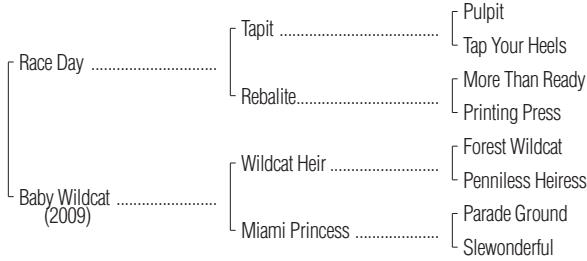 Pulpit
Tapit ........................................
Tap Your Heels
Race Day ...............................
More Than Ready
Rebalite....................................
Printing Press
Forest Wildcat
Wildcat Heir ...........................
Penniless Heiress
Baby Wildcat .........................
(2009)
Parade Ground
Miami Princess .....................
Slewonderful